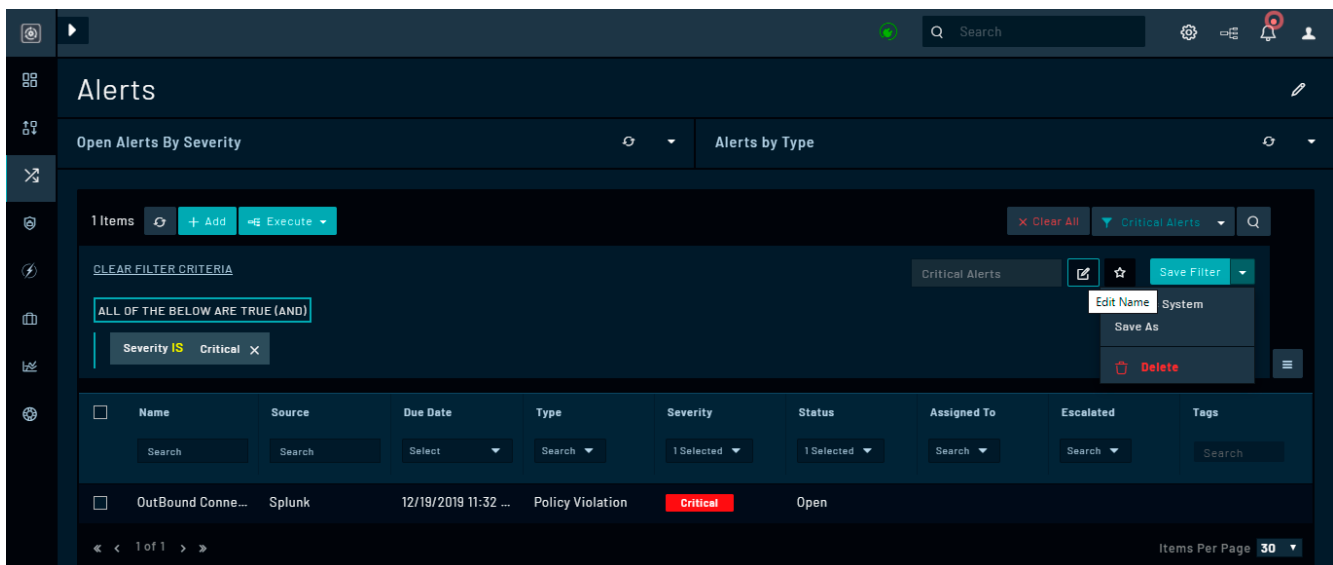 Search
Alerts
Open Alerts By Severity
Alerts by Type
1 Items
+ Add
Execute
× Clear All
Critical Alerts
CLEAR FILTER CRITERIA
Critical Alerts
Save Filter
Edit Name
System
Save As
Delete
ALL OF THE BELOW ARE TRUE (AND)
Severity IS Critical ×
Name Source Due Date Type Severity Status Assigned To Escalated Tags
Search Search Select Search 1 Selected 1 Selected Search Search Search
OutBound Conne... Splunk 12/19/2019 11:32 ... Policy Violation Critical Open
« ‹ 1 of 1 › »
Items Per Page 30